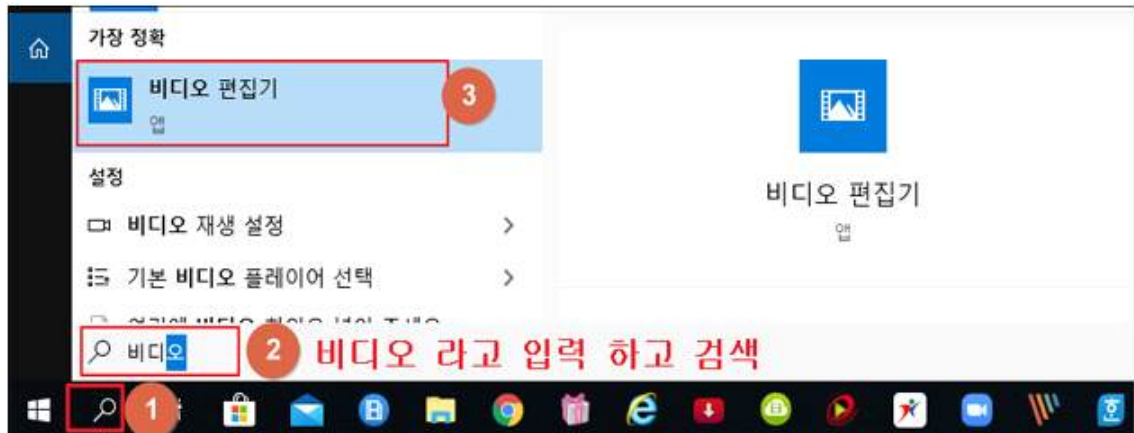 가장 정확
비디오 편집기
앱
3
설정
비디오 재생 설정
기본 비디오 플레이어 선택
비디오 편집기
앱
비디오
2 비디오 라고 입력 하고 검색
1